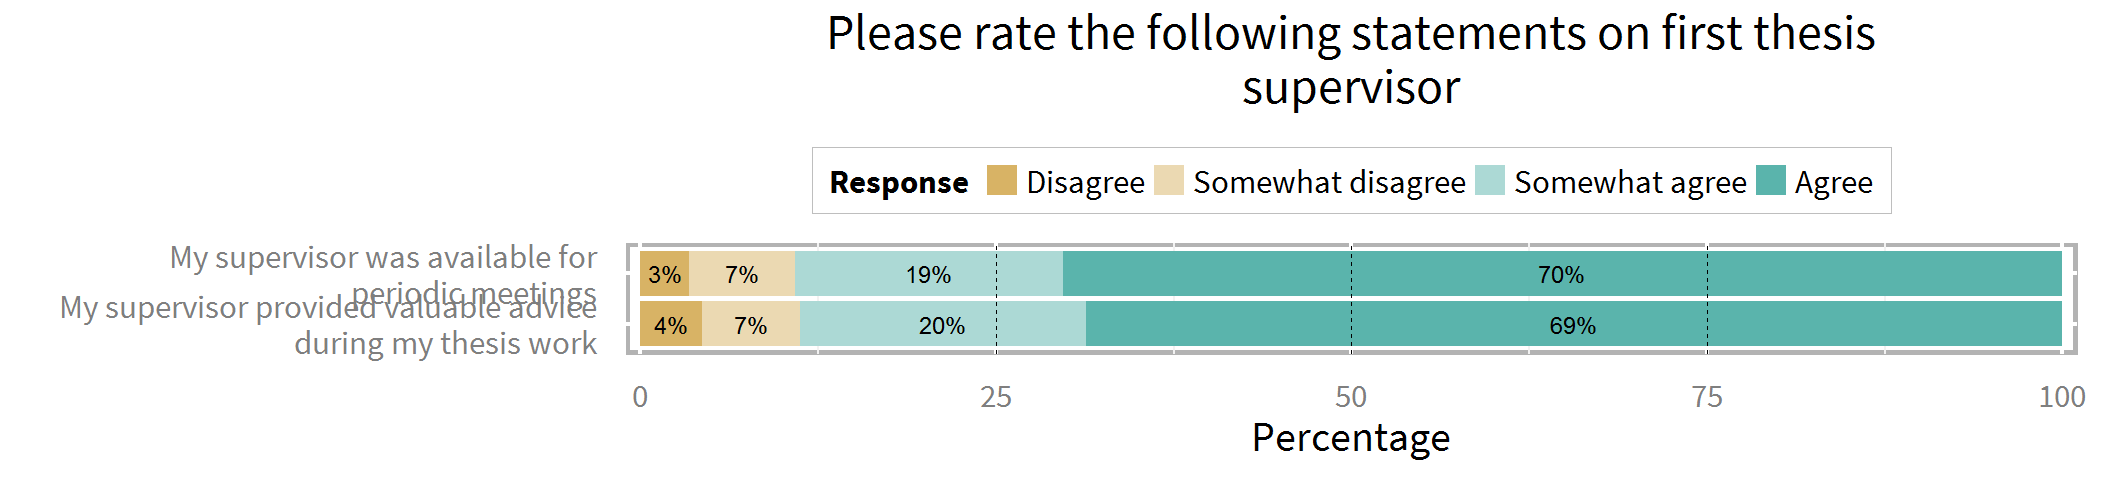 Please rate the following statements on first thesis
supervisor
Response Disagree Somewhat disagree Somewhat agree Agree
My supervisor was available for
periodic meetings
3% 7% 19% 70%
My supervisor provided valuable advice
during my thesis work
4% 7% 20% 69%
0 25 50 75 100
Percentage